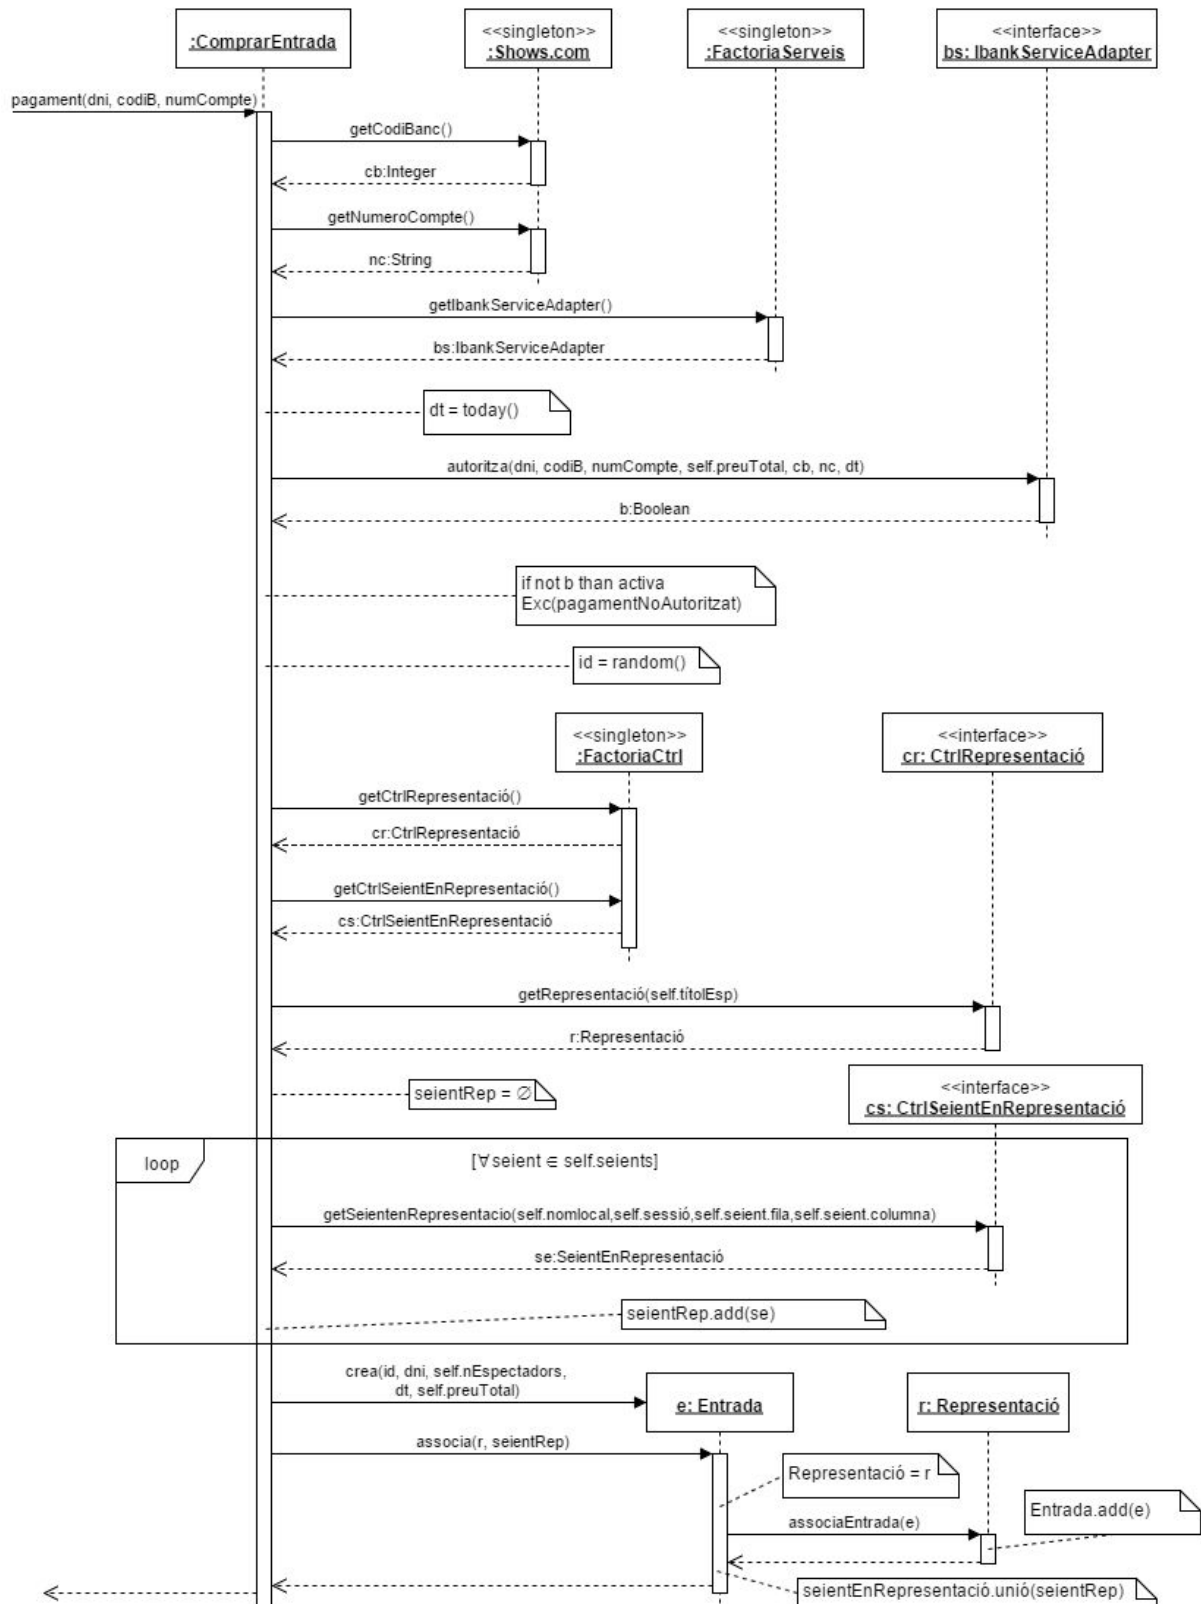 :ComprarEntrada
<<singleton>>
:Shows.com
<<singleton>>
:FactoriaServeis
<<interface>>
bs: IbankServiceAdapter
pagament(dni, codiB, numCompte)
getCodiBanc()
cb:Integer
getNumeroCompte()
nc:String
getIbankServiceAdapter()
bs:IbankServiceAdapter
dt = today()
autoritza(dni, codiB, numCompte, self.preuTotal, cb, nc, dt)
b:Boolean
if not b than activa
Exc(pagamentNoAutoritzat)
id = random()
<<singleton>>
:FactoriaCtrl
<<interface>>
cr: CtrlRepresentació
getCtrlRepresentació()
cr:CtrlRepresentació
getCtrlSeientEnRepresentació()
cs:CtrlSeientEnRepresentació
getRepresentació(self.títolEsp)
r:Representació
seientRep = ∅
<<interface>>
cs: CtrlSeientEnRepresentació
loop
[∀ seient ∈ self.seients]
getSeientenRepresentacio(self.nomlocal,self.sessió,self.seient.fila,self.seient.columna)
se:SeientEnRepresentació
seientRep.add(se)
crea(id, dni, self.nEspectadors,
dt, self.preuTotal)
e: Entrada
r: Representació
associa(r, seientRep)
Representació = r
Entrada.add(e)
associaEntrada(e)
seientEnRepresentació.unió(seientRep)